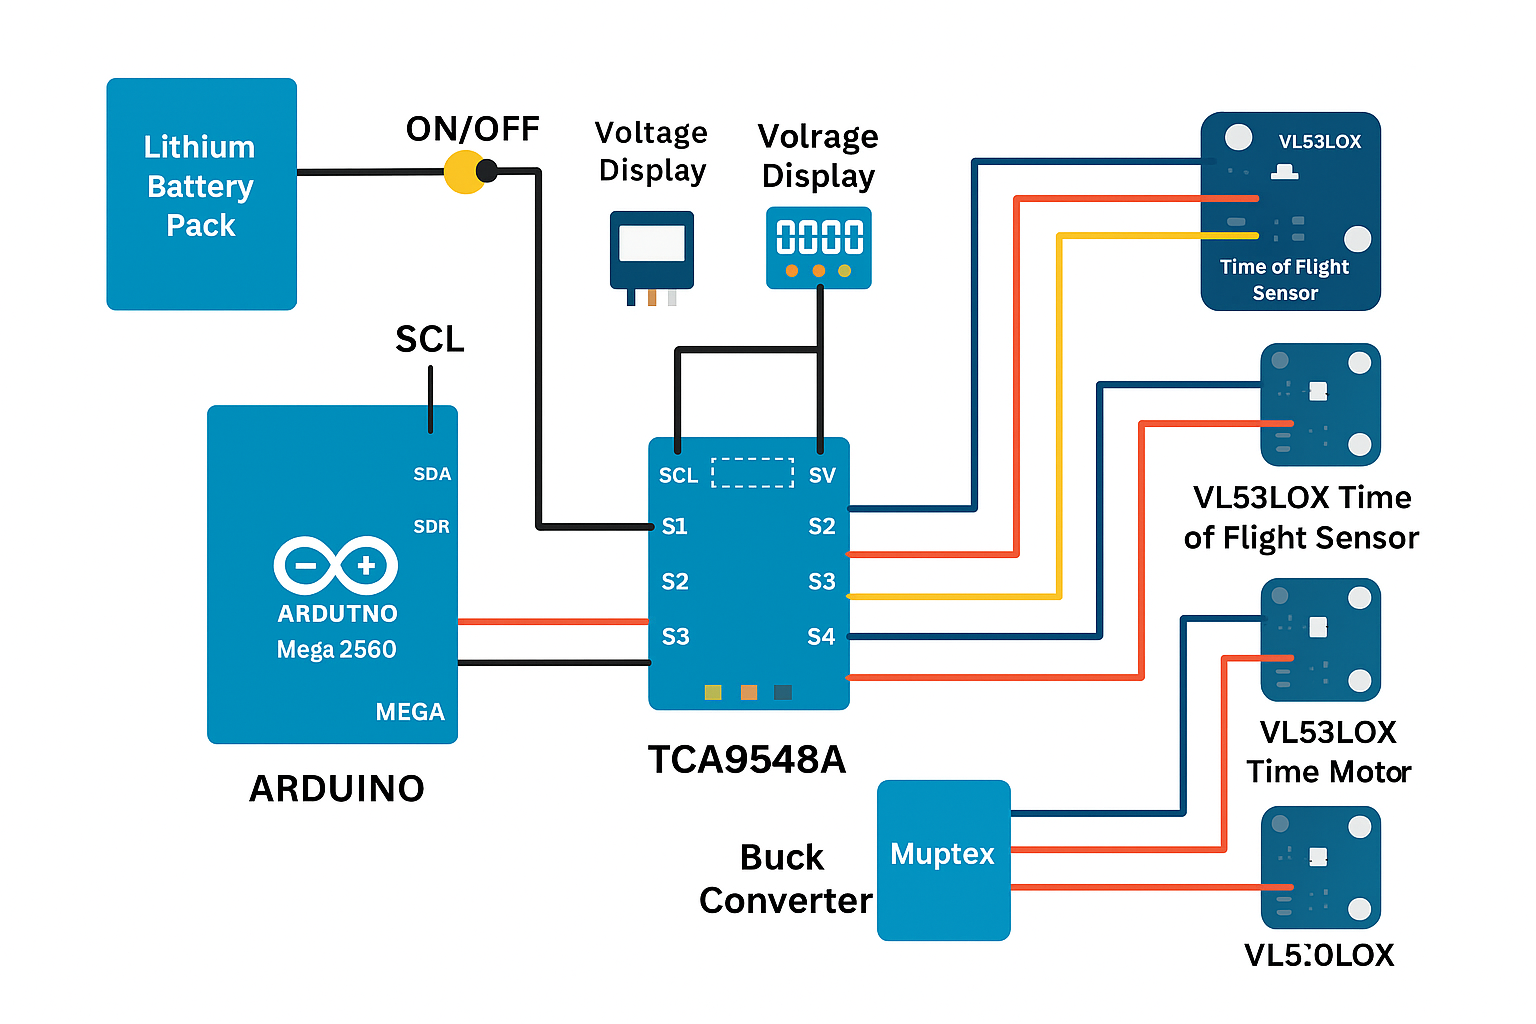 Lithium
Battery
Pack
ON/OFF
Voltage
Display
Volrage
Display
0000
VL53LOX
Time of Flight
Sensor
SCL
SDA
SDR
ARDUTNO
Mega 2560
MEGA
ARDUINO
SCL
SV
S1
S2
S2
S3
S3
S4
TCA9548A
VL53LOX Time
of Flight Sensor
VL53LOX
Time Motor
Buck
Converter
Muptex